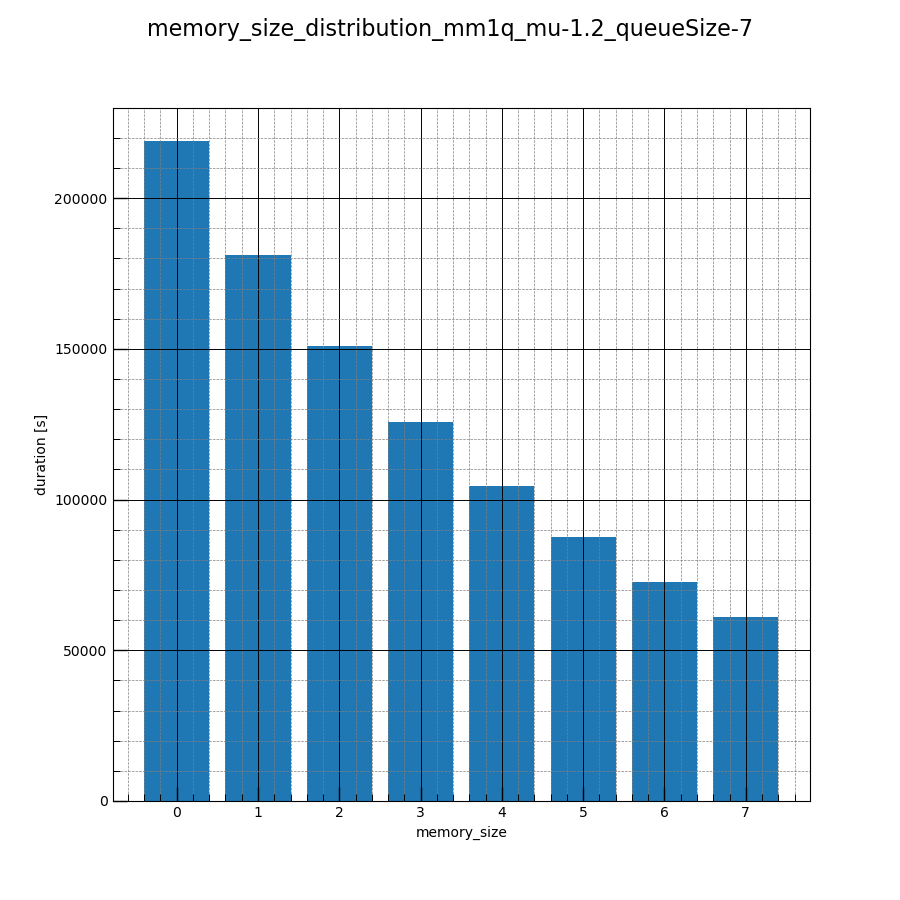 memory_size_distribution_mm1q_mu-1.2_queueSize-7
200000
150000
100000
50000
0
duration [s]
0 1 2 3 4 5 6 7
memory_size